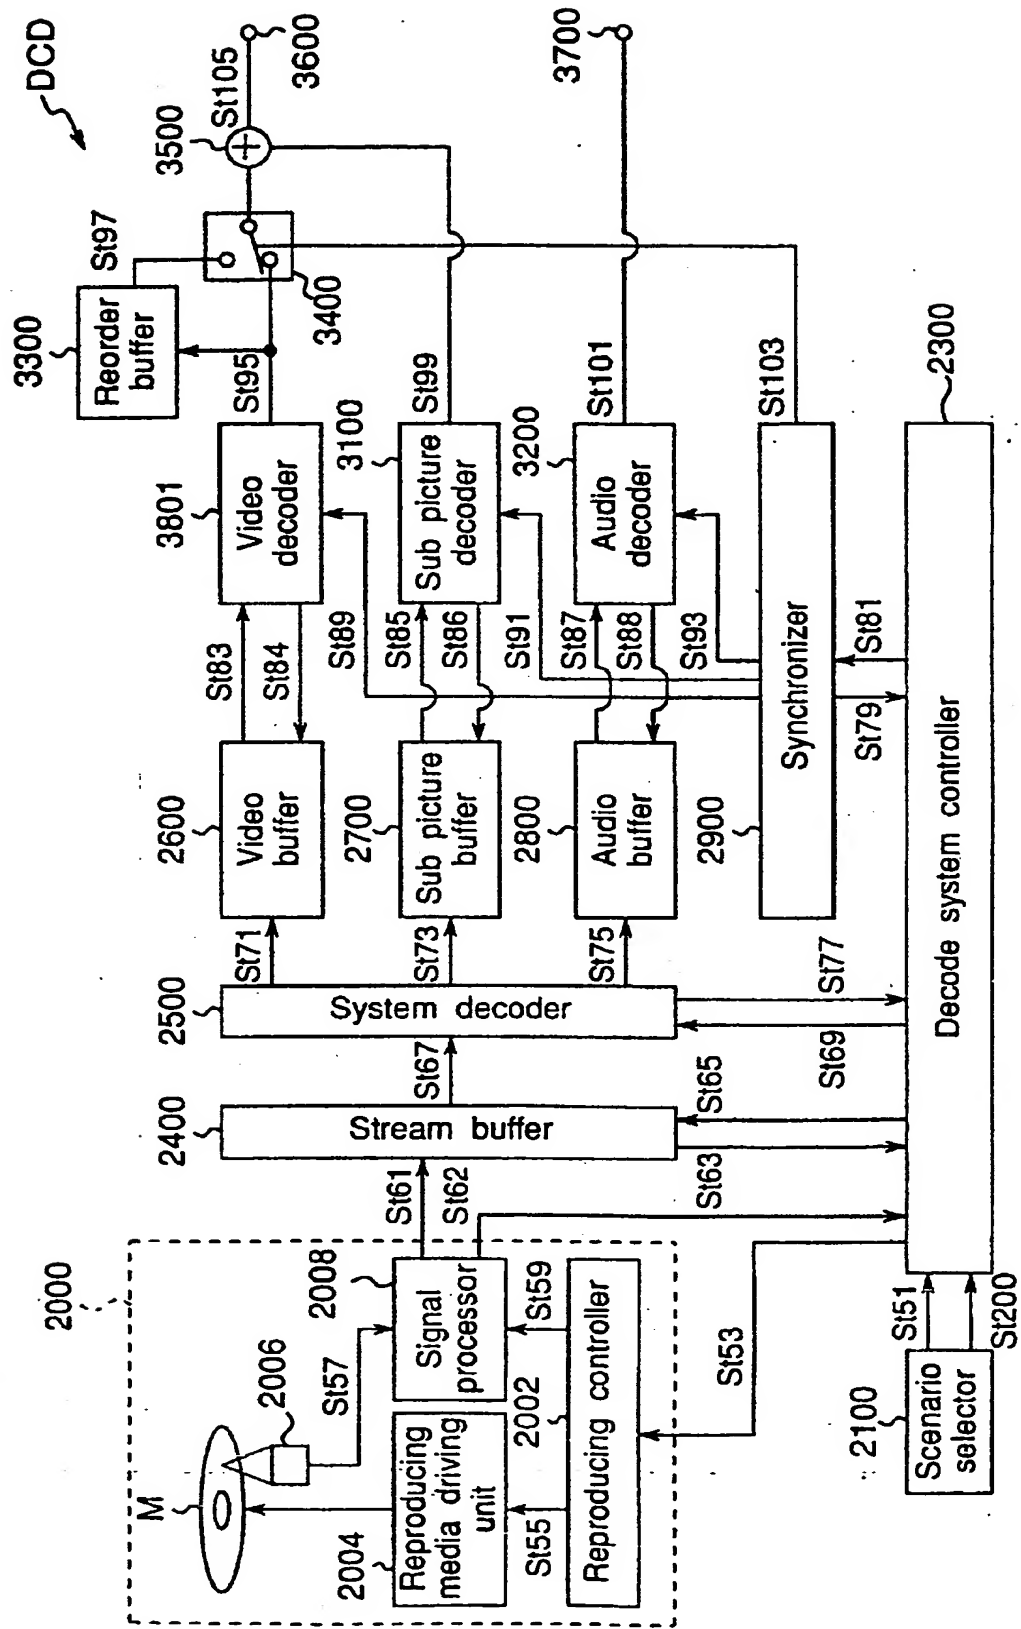 DCD
2000
M
2006
St57
2004
Reproducing
media driving
unit
2008
Signal
processor
St55
St59
2002
Reproducing controller
St53
2100
Scenario
selector
St51
St200
St61
St62
2400
Stream buffer
St63
St65
St67
2500
System decoder
St69
St77
St71
St73
St75
2600
Video
buffer
2700
Sub picture
buffer
2800
Audio
buffer
2900
Synchronizer
St79
St81
2300
Decode system controller
St83
St84
St89
St85
St86
St91
St87
St88
St93
3801
Video
decoder
3100
Sub picture
decoder
3200
Audio
decoder
St95
St99
St101
St103
3300
Reorder
buffer
St97
3400
3500
St105
3600
3700